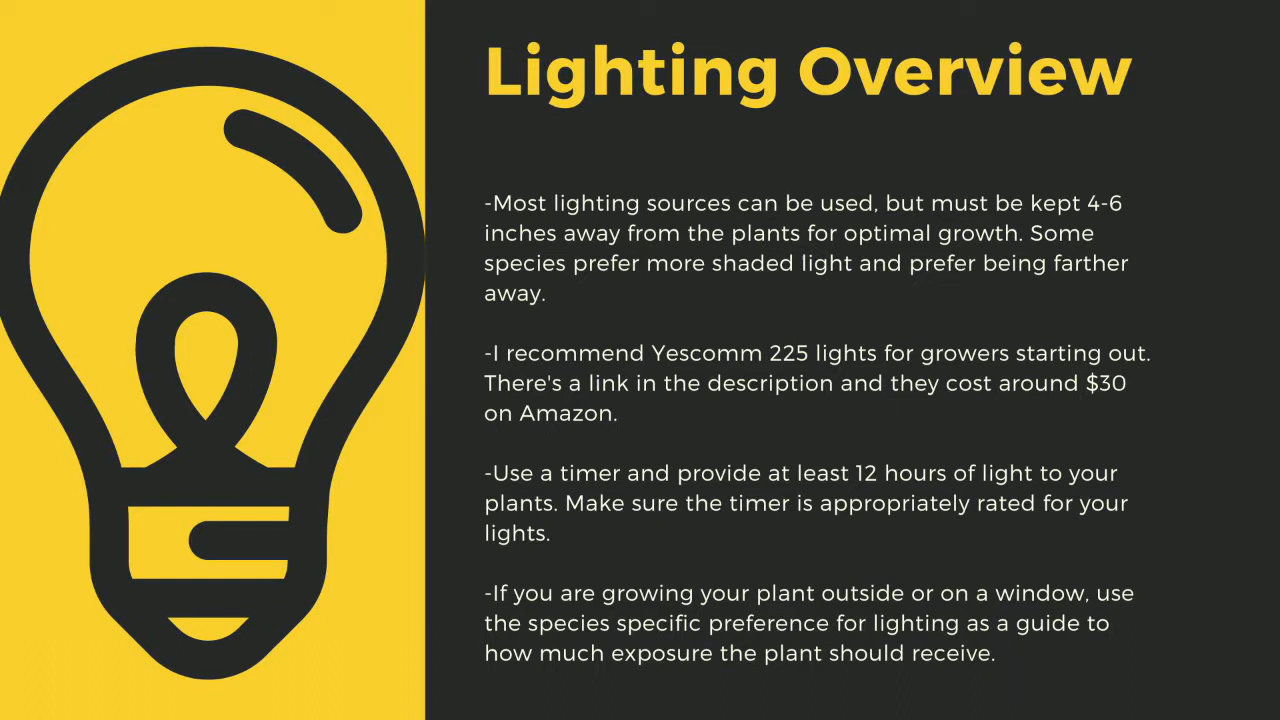 Lighting Overview
-Most lighting sources can be used, but must be kept 4-6
inches away from the plants for optimal growth. Some
species prefer more shaded light and prefer being farther
away.
-I recommend Yescomm 225 lights for growers starting out.
There's a link in the description and they cost around $30
on Amazon.
-Use a timer and provide at least 12 hours of light to your
plants. Make sure the timer is appropriately rated for your
lights.
-If you are growing your plant outside or on a window, use
the species specific preference for lighting as a guide to
how much exposure the plant should receive.